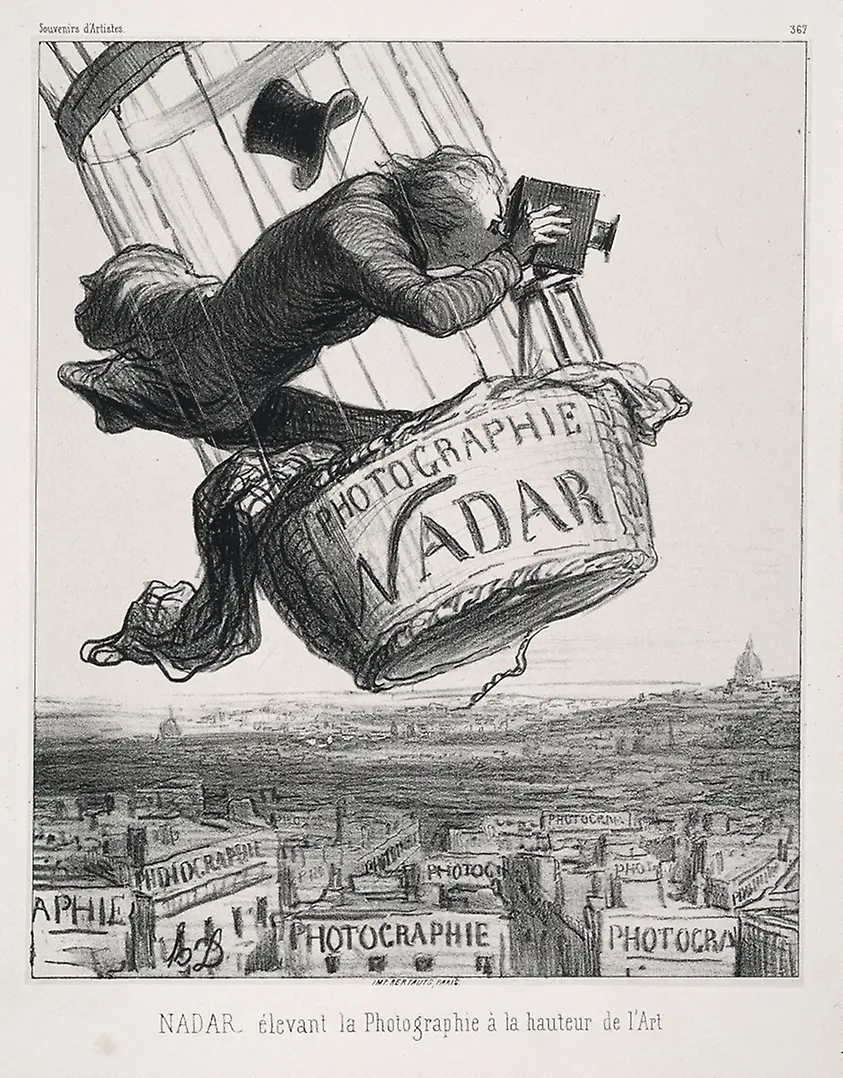 Souvenirs d'Artistes.
367
PHOTOGRAPHIE
NADAR
PHOTOGRAPHIE
PHOTOGRAPHIE
PHOTOG
PHOTO
APHIE
PHOTOGRAPHIE
PHOTOGRA
h.D.
IMP. BERTAUTS, PARIS.
NADAR élevant la Photographie à la hauteur de l'Art